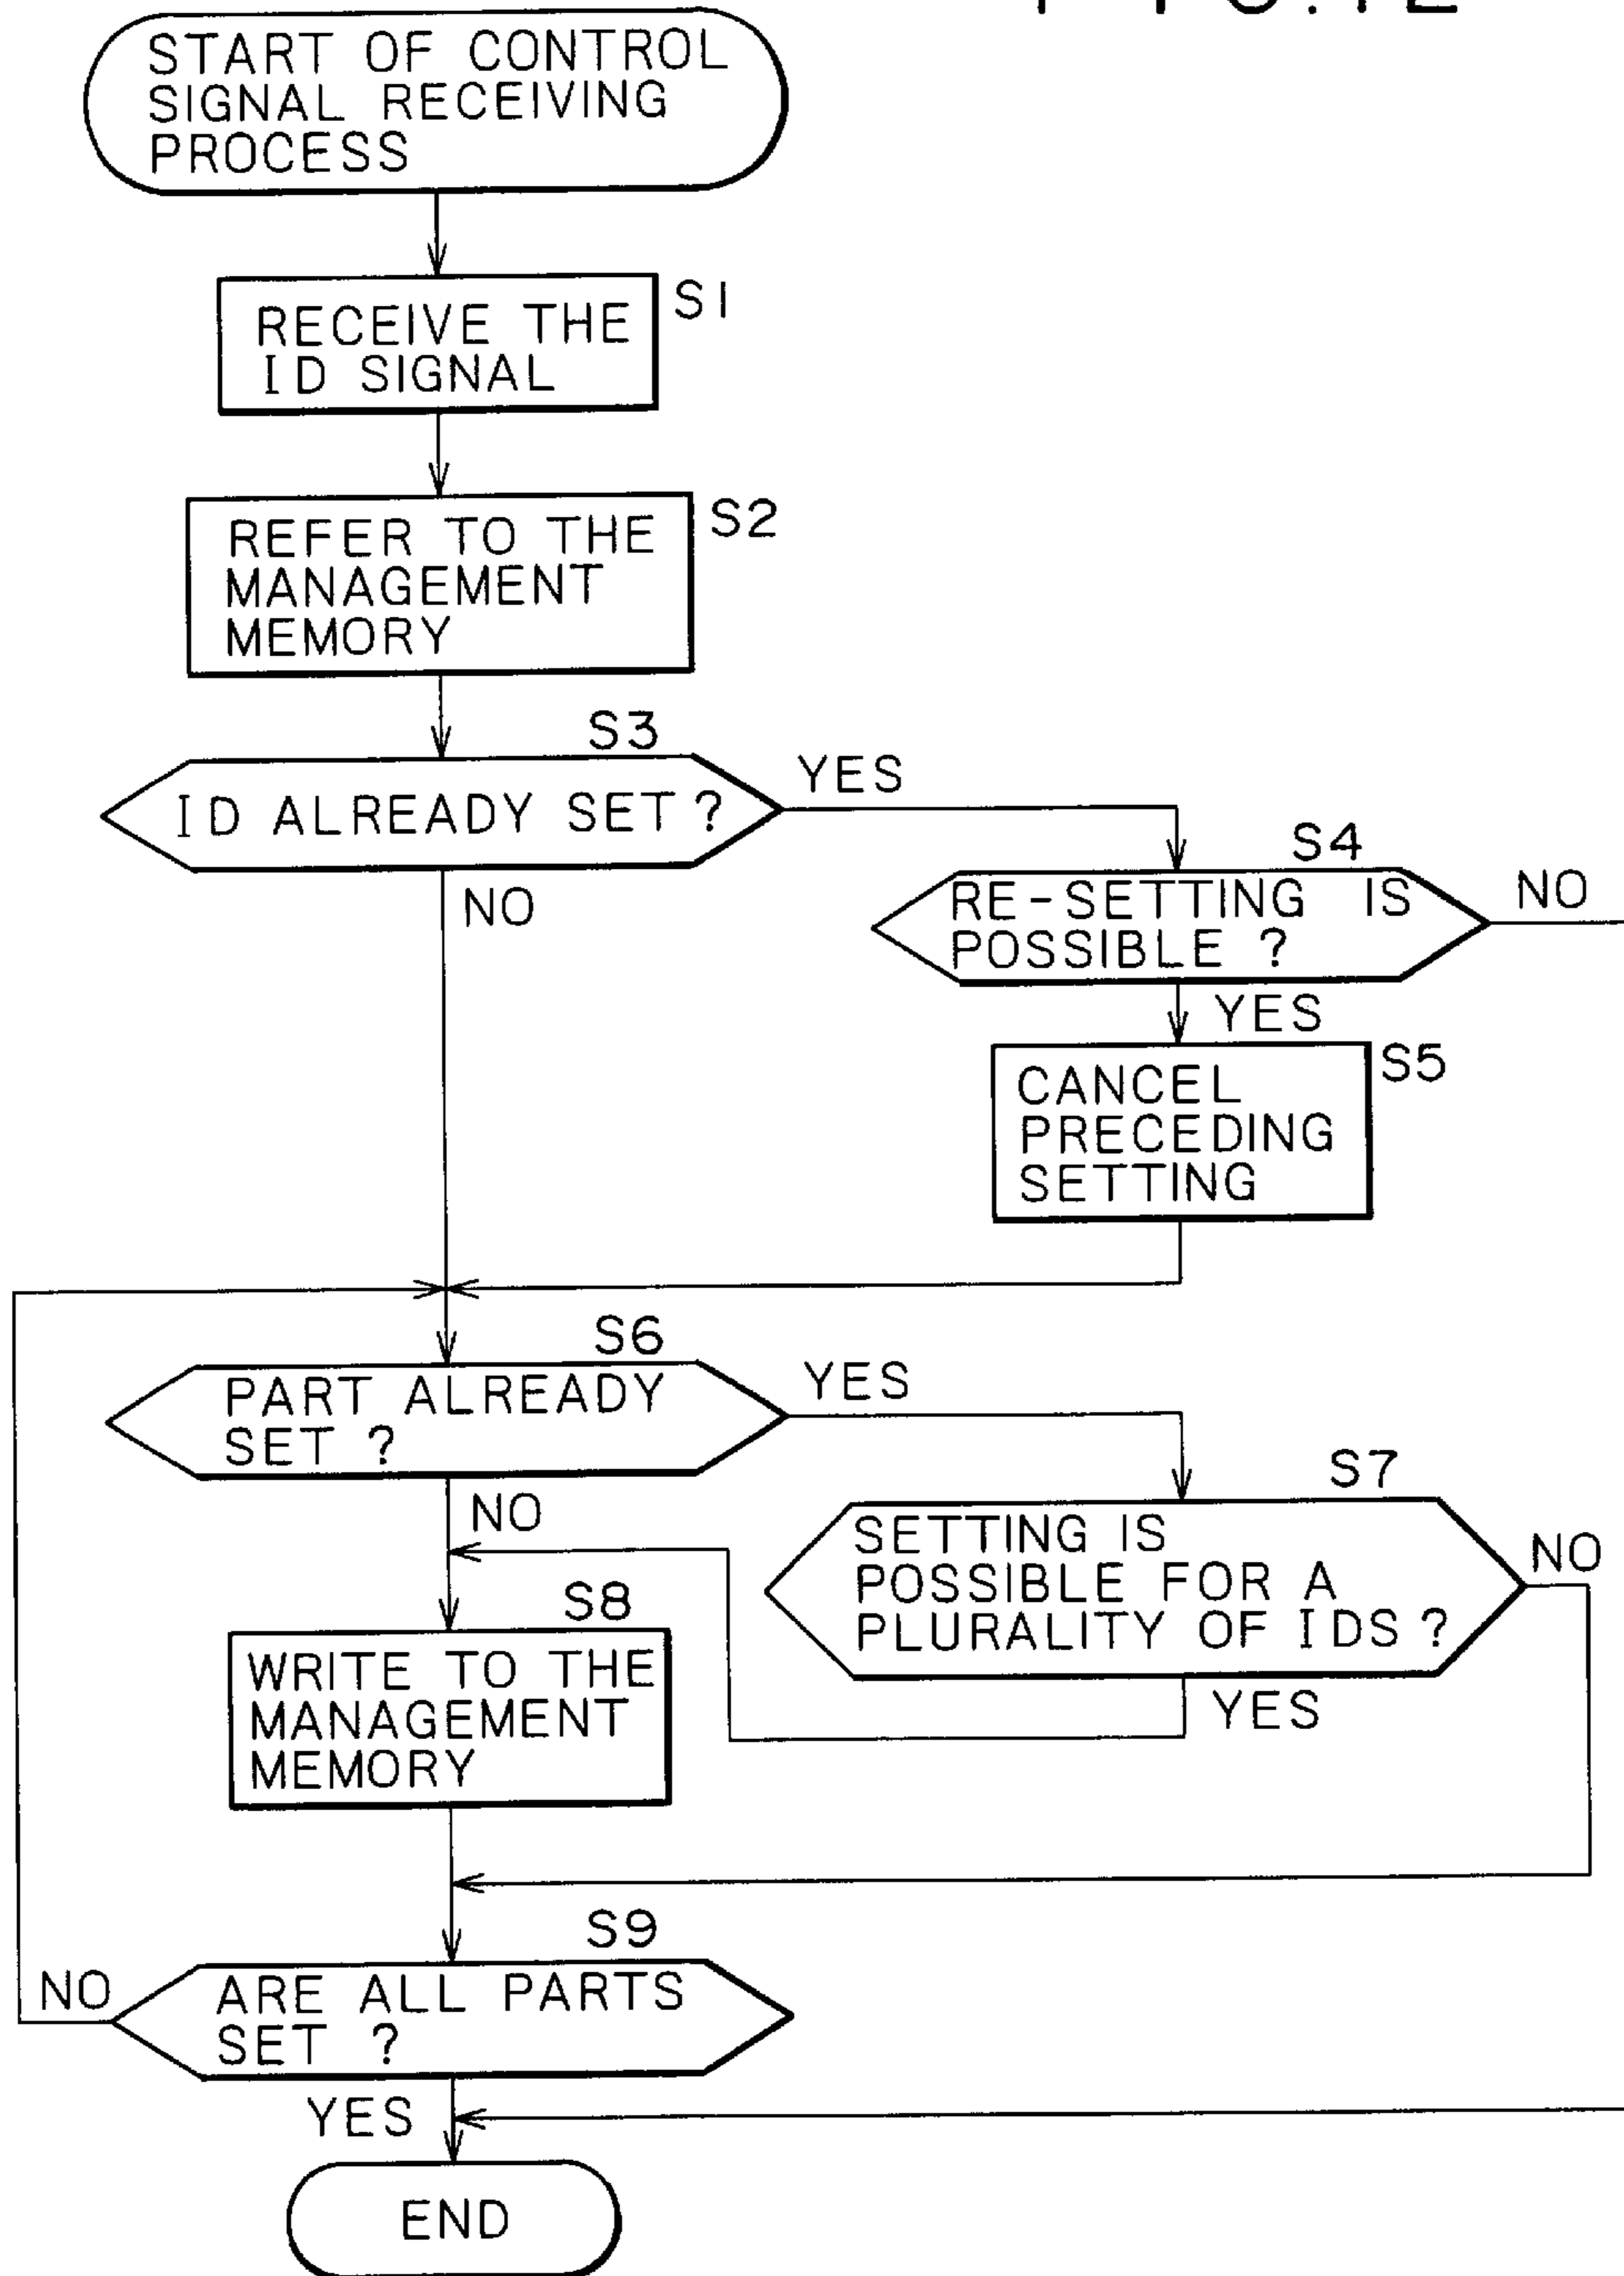 START OF CONTROL
SIGNAL RECEIVING
PROCESS
S1
RECEIVE THE
ID SIGNAL
S2
REFER TO THE
MANAGEMENT
MEMORY
S3
ID ALREADY SET ?
YES
NO
S4
RE-SETTING IS
POSSIBLE ?
NO
YES
S5
CANCEL
PRECEDING
SETTING
S6
PART ALREADY
SET ?
YES
NO
S7
SETTING IS
POSSIBLE FOR A
PLURALITY OF IDS ?
NO
YES
S8
WRITE TO THE
MANAGEMENT
MEMORY
S9
ARE ALL PARTS
SET ?
NO
YES
END